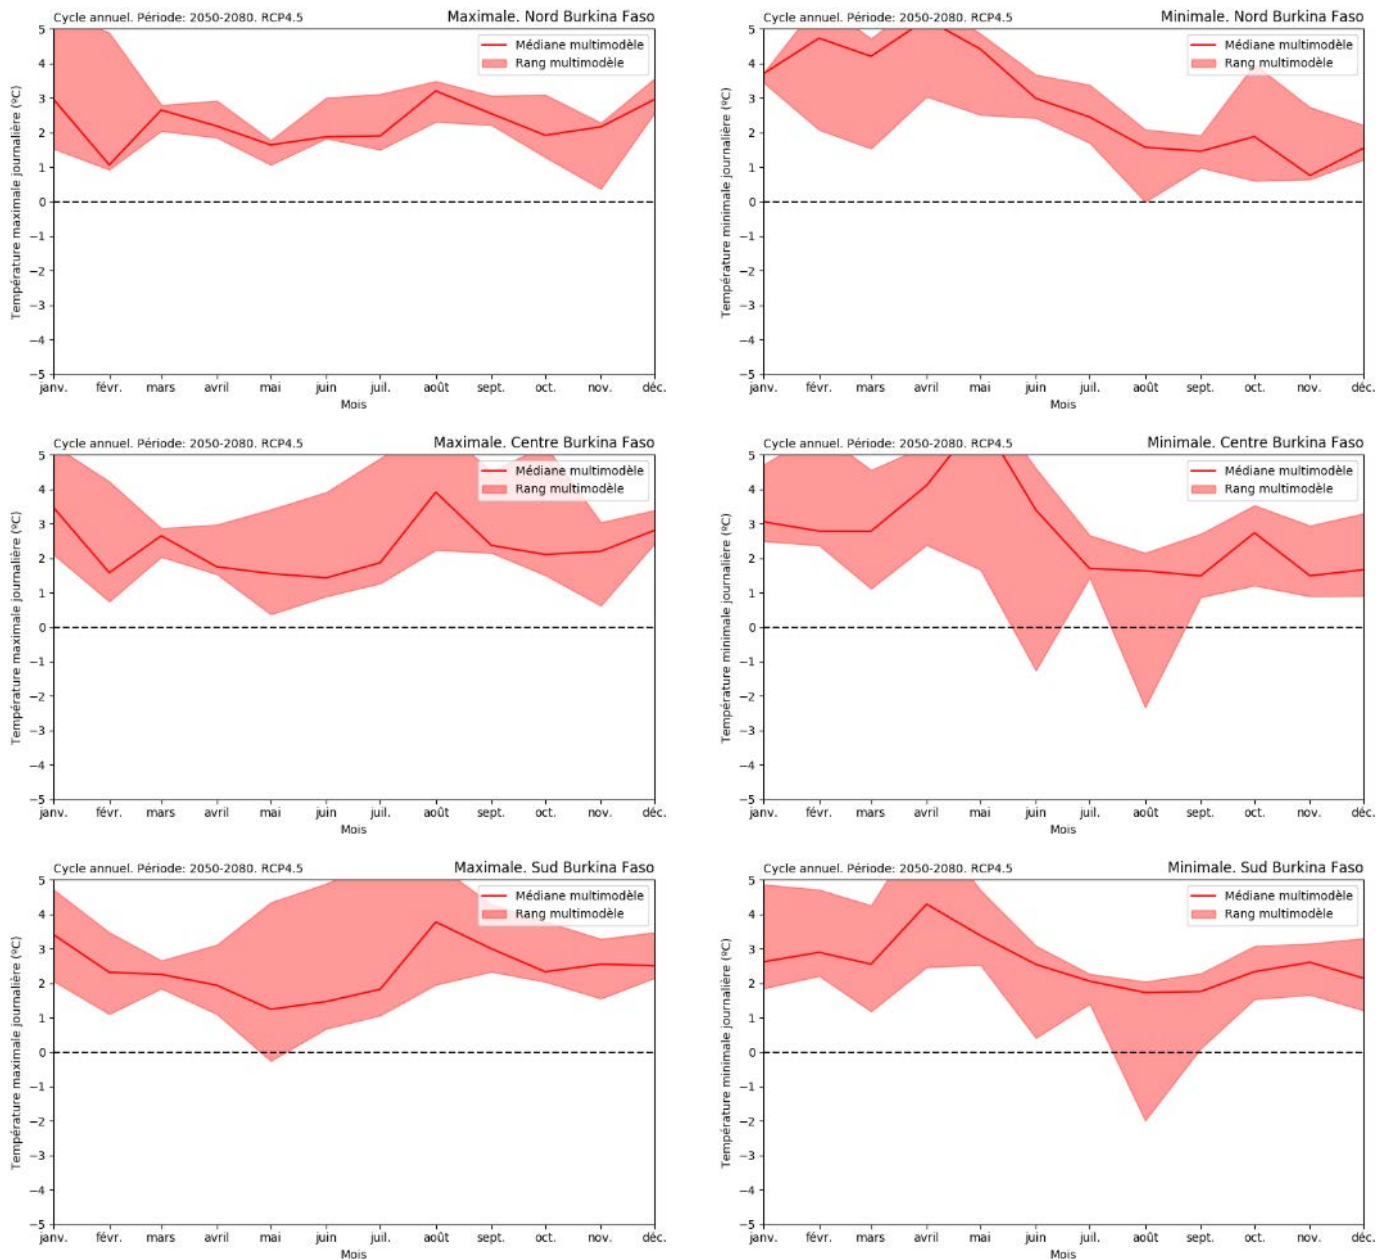 Cycle annuel. Période: 2050-2080. RCP4.5
Maximale. Nord Burkina Faso
Médiane multimodèle
Rang multimodèle
Température maximale journalière (ºC)
5
4
3
2
1
0
−1
−2
−3
−4
−5
janv. févr. mars avril mai juin juil. août sept. oct. nov. déc.
Mois
Cycle annuel. Période: 2050-2080. RCP4.5
Minimale. Nord Burkina Faso
Médiane multimodèle
Rang multimodèle
Température minimale journalière (ºC)
5
4
3
2
1
0
−1
−2
−3
−4
−5
janv. févr. mars avril mai juin juil. août sept. oct. nov. déc.
Mois
Cycle annuel. Période: 2050-2080. RCP4.5
Maximale. Centre Burkina Faso
Médiane multimodèle
Rang multimodèle
Température maximale journalière (ºC)
5
4
3
2
1
0
−1
−2
−3
−4
−5
janv. févr. mars avril mai juin juil. août sept. oct. nov. déc.
Mois
Cycle annuel. Période: 2050-2080. RCP4.5
Minimale. Centre Burkina Faso
Médiane multimodèle
Rang multimodèle
Température minimale journalière (ºC)
5
4
3
2
1
0
−1
−2
−3
−4
−5
janv. févr. mars avril mai juin juil. août sept. oct. nov. déc.
Mois
Cycle annuel. Période: 2050-2080. RCP4.5
Maximale. Sud Burkina Faso
Médiane multimodèle
Rang multimodèle
Température maximale journalière (ºC)
5
4
3
2
1
0
−1
−2
−3
−4
−5
janv. févr. mars avril mai juin juil. août sept. oct. nov. déc.
Mois
Cycle annuel. Période: 2050-2080. RCP4.5
Minimale. Sud Burkina Faso
Médiane multimodèle
Rang multimodèle
Température minimale journalière (ºC)
5
4
3
2
1
0
−1
−2
−3
−4
−5
janv. févr. mars avril mai juin juil. août sept. oct. nov. déc.
Mois